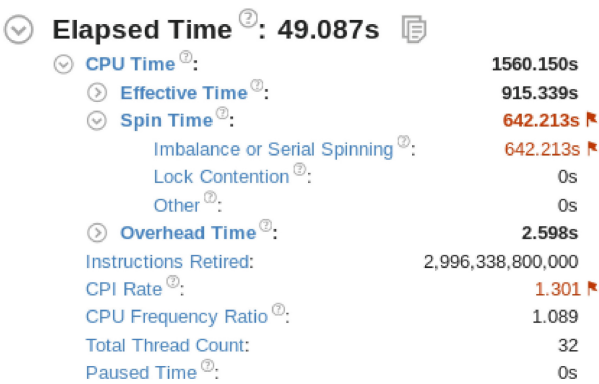 Elapsed Time ?: 49.087s
CPU Time ?: 1560.150s
Effective Time ?: 915.339s
Spin Time ?: 642.213s
Imbalance or Serial Spinning ?: 642.213s
Lock Contention ?: 0s
Other ?: 0s
Overhead Time ?: 2.598s
Instructions Retired: 2,996,338,800,000
CPI Rate ?: 1.301
CPU Frequency Ratio ?: 1.089
Total Thread Count: 32
Paused Time ?: 0s